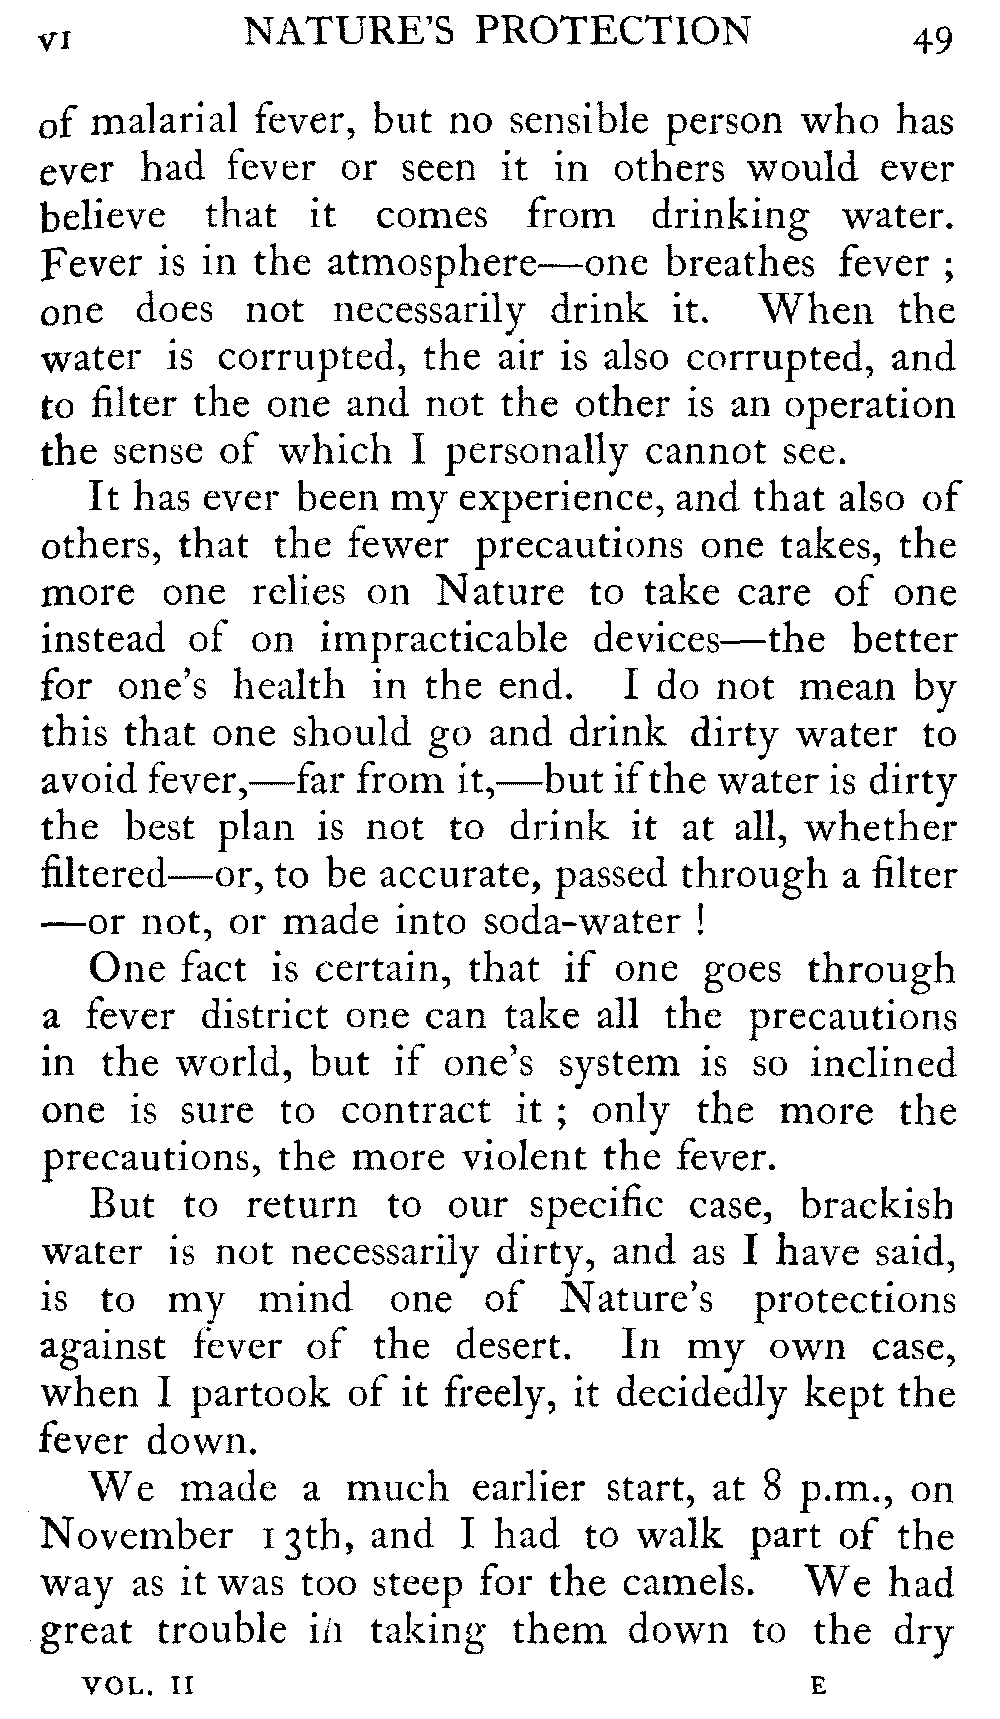 VI NATURE'S PROTECTION 49
of malarial fever, but no sensible person who has
ever had fever or seen it in others would ever
believe that it comes from drinking water.
Fever is in the atmosphere—one breathes fever ;
one does not necessarily drink it. When the
water is corrupted, the air is also corrupted, and
to filter the one and not the other is an operation
the sense of which I personally cannot see.
It has ever been my experience, and that also of
others, that the fewer precautions one takes, the
more one relies on Nature to take care of one
instead of on impracticable devices—the better
for one's health in the end. I do not mean by
this that one should go and drink dirty water to
avoid fever,—far from it,—but if the water is dirty
the best plan is not to drink it at all, whether
filtered—or, to be accurate, passed through a filter
—or not, or made into soda-water !
One fact is certain, that if one goes through
a fever district one can take all the precautions
in the world, but if one's system is so inclined
one is sure to contract it ; only the more the
precautions, the more violent the fever.
But to return to our specific case, brackish
water is not necessarily dirty, and as I have said,
is to my mind one of Nature's protections
against fever of the desert. In my own case,
when I partook of it freely, it decidedly kept the
fever down.
We made a much earlier start, at 8 p.m., on
November 13th, and I had to walk part of the
way as it was too steep for the camels. We had
great trouble in taking them down to the dry
VOL. II E